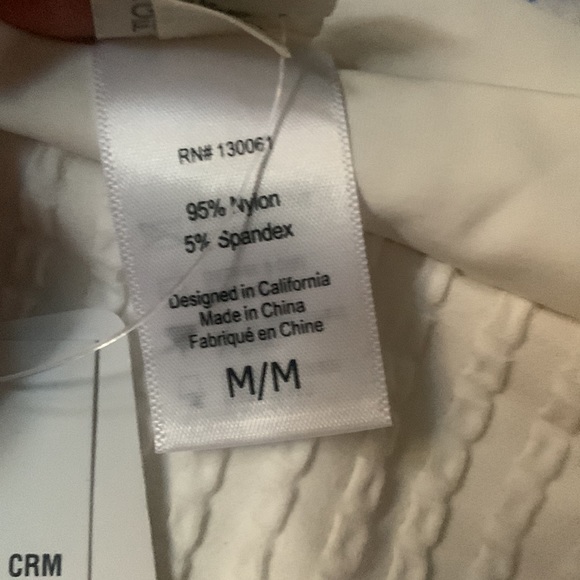 RN# 130061
95% Nylon
5% Spandex
Designed in California
Made in China
Fabriqué en Chine
M/M
CRM